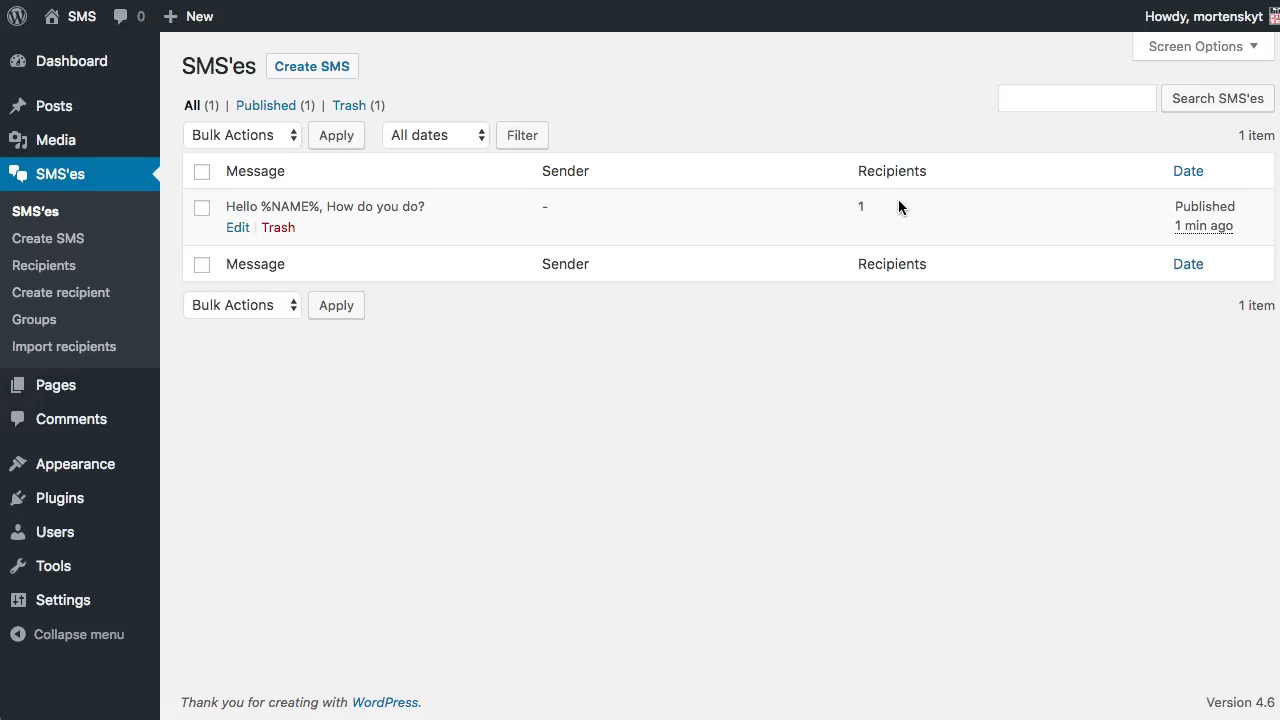 SMS 0 New Howdy, mortenskyt
Screen Options
Dashboard
Posts
Media
SMS'es
SMS'es
Create SMS
Recipients
Create recipient
Groups
Import recipients
Pages
Comments
Appearance
Plugins
Users
Tools
Settings
Collapse menu
SMS'es Create SMS
All (1) | Published (1) | Trash (1)
Search SMS'es
Bulk Actions Apply All dates Filter 1 item
Message Sender Recipients Date
Hello %NAME%, How do you do? - 1 Published
Edit | Trash 1 min ago
Message Sender Recipients Date
Bulk Actions Apply 1 item
Thank you for creating with WordPress. Version 4.6